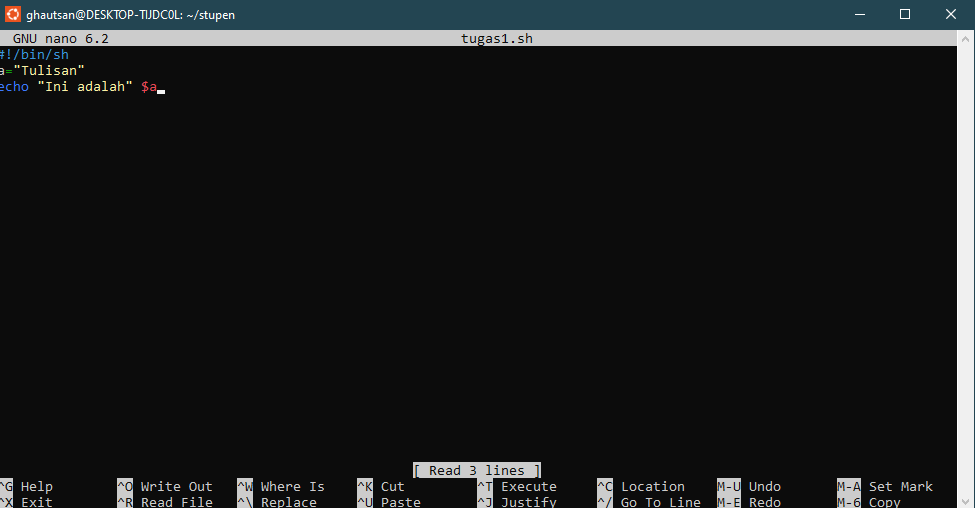 ghautsan@DESKTOP-TIJDC0L: ~/stupen
GNU nano 6.2 tugas1.sh
#!/bin/sh
a="Tulisan"
echo "Ini adalah" $a
[ Read 3 lines ]
^G Help ^O Write Out ^W Where Is ^K Cut ^T Execute ^C Location M-U Undo M-A Set Mark
^X Exit ^R Read File ^\ Replace ^U Paste ^J Justify ^/ Go To Line M-E Redo M-6 Copy